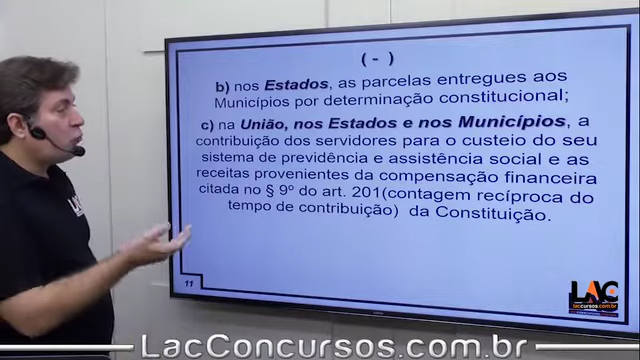 ( - )
b) nos Estados, as parcelas entregues aos
Municípios por determinação constitucional;
c) na União, nos Estados e nos Municípios, a
contribuição dos servidores para o custeio do seu
sistema de previdência e assistência social e as
receitas provenientes da compensação financeira
citada no § 9º do art. 201(contagem recíproca do
tempo de contribuição) da Constituição.
11
LAC
laccursos.com.br
LAC
LacConcursos.com.br